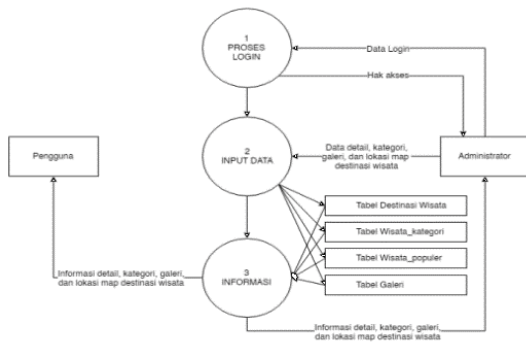 1
PROSES
LOGIN
Data Login
Hak akses
Pengguna
2
INPUT DATA
Data detail, kategori,
galeri, dan lokasi map
destinasi wisata
Administrator
Tabel Destinasi Wisata
Tabel Wisata_kategori
Tabel Wisata_populer
Tabel Galeri
3
INFORMASI
Informasi detail, kategori, galeri,
dan lokasi map destinasi wisata
Informasi detail, kategori, galeri,
dan lokasi map destinasi wisata